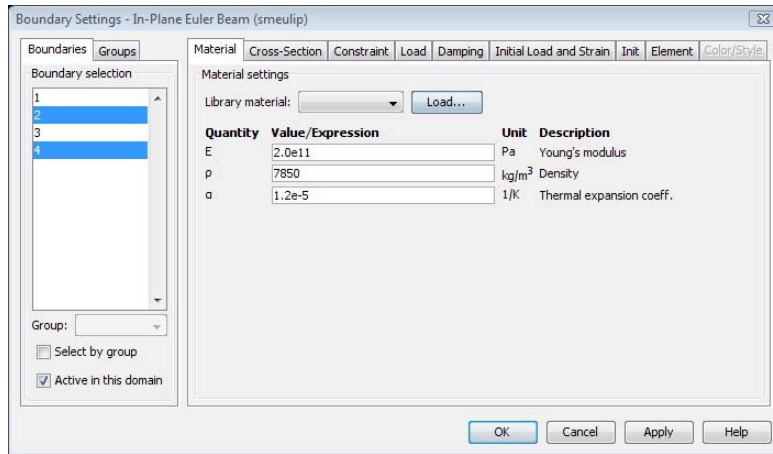 Boundary Settings - In-Plane Euler Beam (smeulip)
Boundaries Groups
Boundary selection
1
2
3
4
Group:
Select by group
Active in this domain
Material Cross-Section Constraint Load Damping Initial Load and Strain Init Element Color/Style
Material settings
Library material: Load...
Quantity Value/Expression Unit Description
E 2.0e11 Pa Young's modulus
ρ 7850 kg/m³ Density
α 1.2e-5 1/K Thermal expansion coeff.
OK Cancel Apply Help